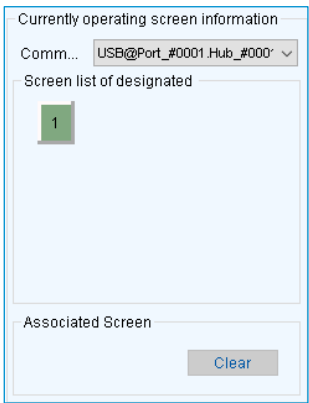 Currently operating screen information
Comm... USB@Port_#0001.Hub_#000
Screen list of designated
1
Associated Screen
Clear